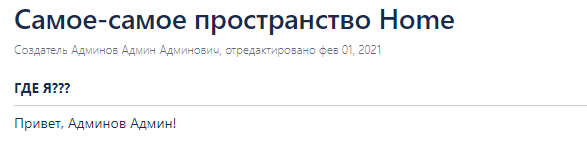 Самое-самое пространство Home
Создатель Админов Админ Админович, отредактировано фев 01, 2021
ГДЕ Я???
Привет, Админов Админ!